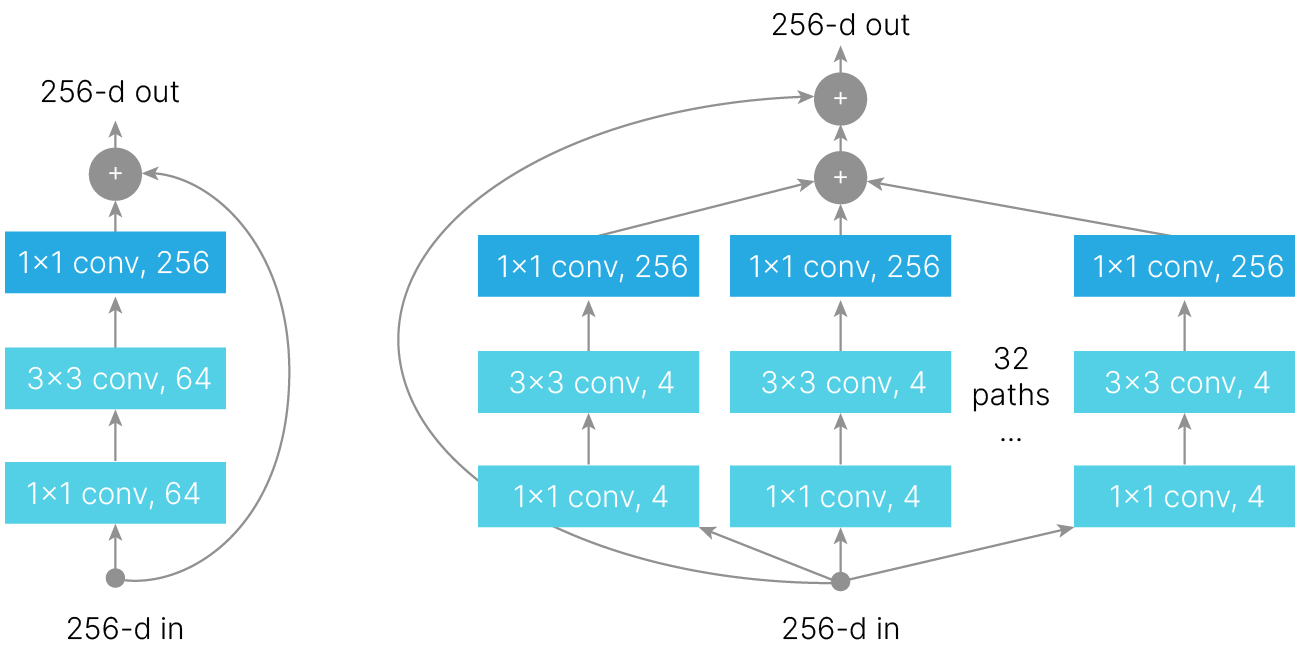 256-d out
+
1×1 conv, 256
3×3 conv, 64
1×1 conv, 64
256-d in
256-d out
+
+
1×1 conv, 256
1×1 conv, 256
1×1 conv, 256
3×3 conv, 4
3×3 conv, 4
32
paths
...
3×3 conv, 4
1×1 conv, 4
1×1 conv, 4
1×1 conv, 4
256-d in